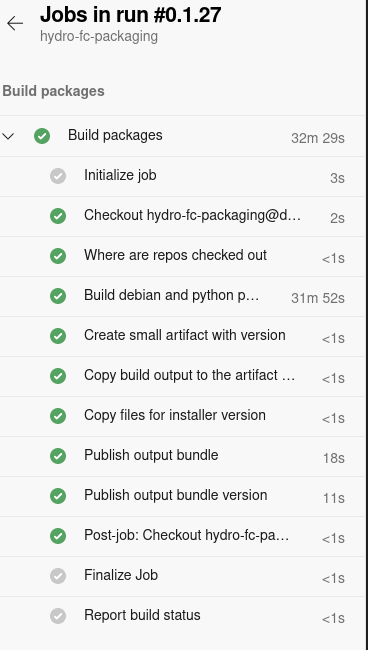 Jobs in run #0.1.27
hydro-fc-packaging
Build packages
Build packages 32m 29s
Initialize job 3s
Checkout hydro-fc-packaging@d… 2s
Where are repos checked out <1s
Build debian and python p… 31m 52s
Create small artifact with version <1s
Copy build output to the artifact … <1s
Copy files for installer version <1s
Publish output bundle 18s
Publish output bundle version 11s
Post-job: Checkout hydro-fc-pa… <1s
Finalize Job <1s
Report build status <1s